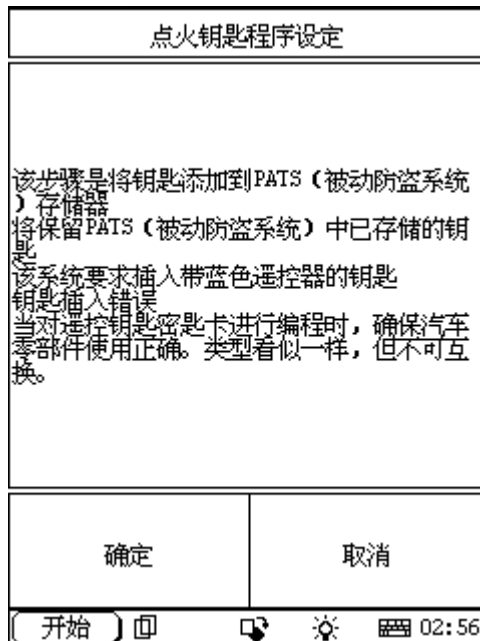 点火钥匙程序设定
该步骤是将钥匙添加到PATS（被动防盗系统
）存储器
将保留PATS（被动防盗系统）中已存储的钥
匙
该系统要求插入带蓝色遥控器的钥匙
钥匙插入错误
当对遥控钥匙密匙卡进行编程时，确保汽车
零部件使用正确。类型看似一样，但不可互
换。
确定
取消
开始
02:56